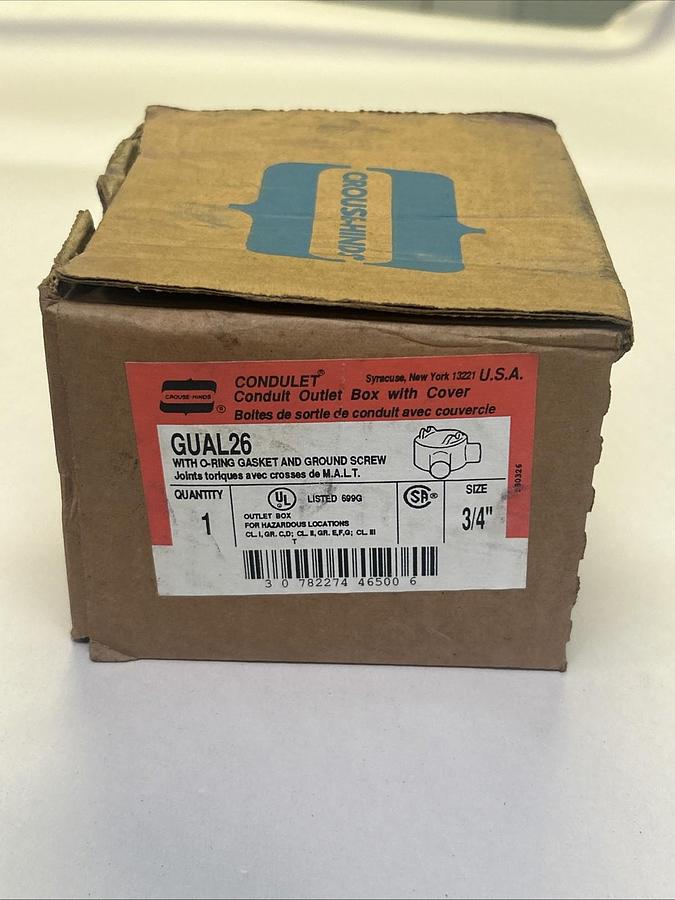 CROUSE-HINDS
CROUSE-HINDS
®
CONDULET®
Syracuse, New York 13221 U.S.A.
Conduit Outlet Box with Cover
Boîtes de sortie de conduit avec couvercle
GUAL26
WITH O-RING GASKET AND GROUND SCREW
Joints toriques avec crosses de M.A.L.T.
QUANTITY
1
UL
®
LISTED 699G
OUTLET BOX
FOR HAZARDOUS LOCATIONS
CL. I, GR. C,D; CL. II, GR. E,F,G; CL. III
T
SA®
SIZE
3/4"
3 0 782274 46500 6